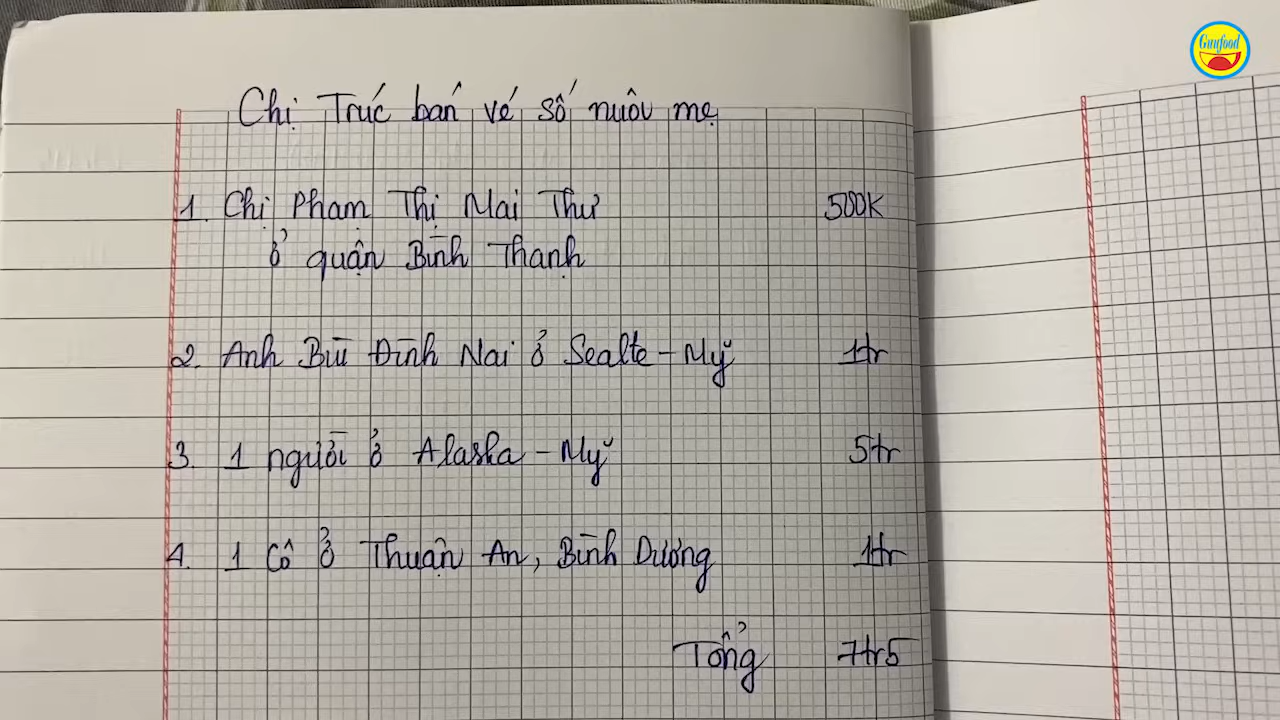 Gunfood
Chị Trúc bán vé số nuôi mẹ
1. Chị Phạm Thị Mai Thư 500K
ở quận Bình Thạnh
2. Anh Bùi Đình Nai ở Sealte - Mỹ 1tr
3. 1 người ở Alaska - Mỹ 5tr
4. 1 Cô ở Thuận An, Bình Dương 1tr
Tổng 7tr5